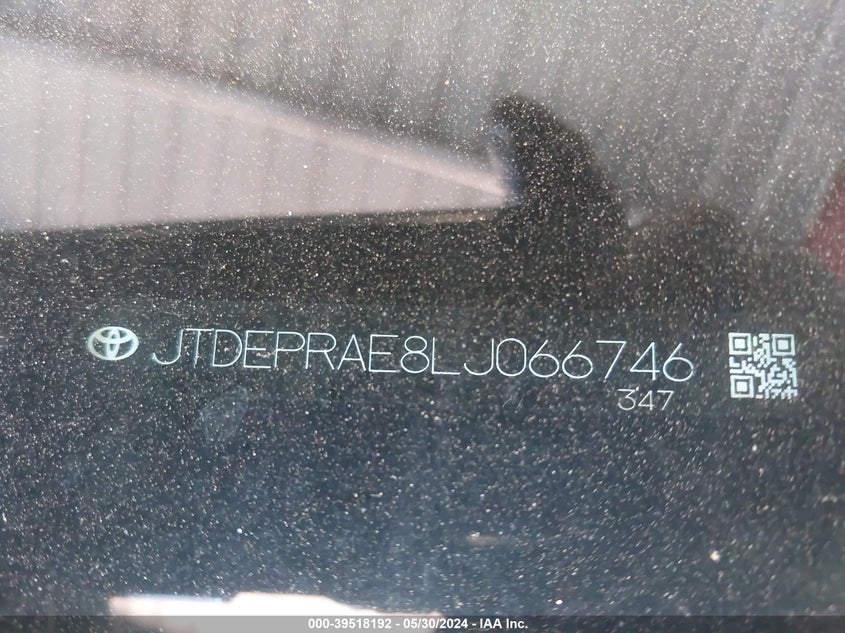 JTDEPRAE8LJ066746
347
000-39518192 - 05/30/2024 - IAA Inc.